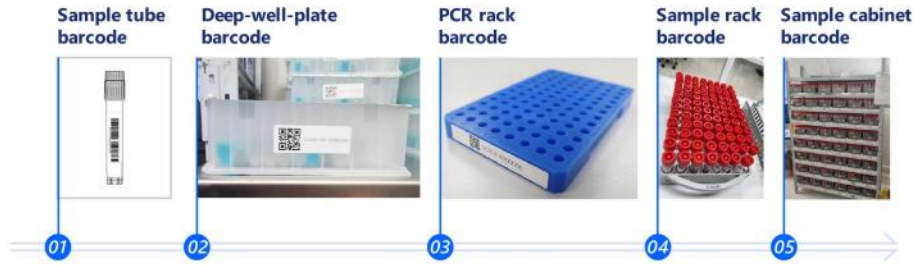 Sample tube
barcode
Deep-well-plate
barcode
PCR rack
barcode
Sample rack
barcode
Sample cabinet
barcode
01
02
03
04
05